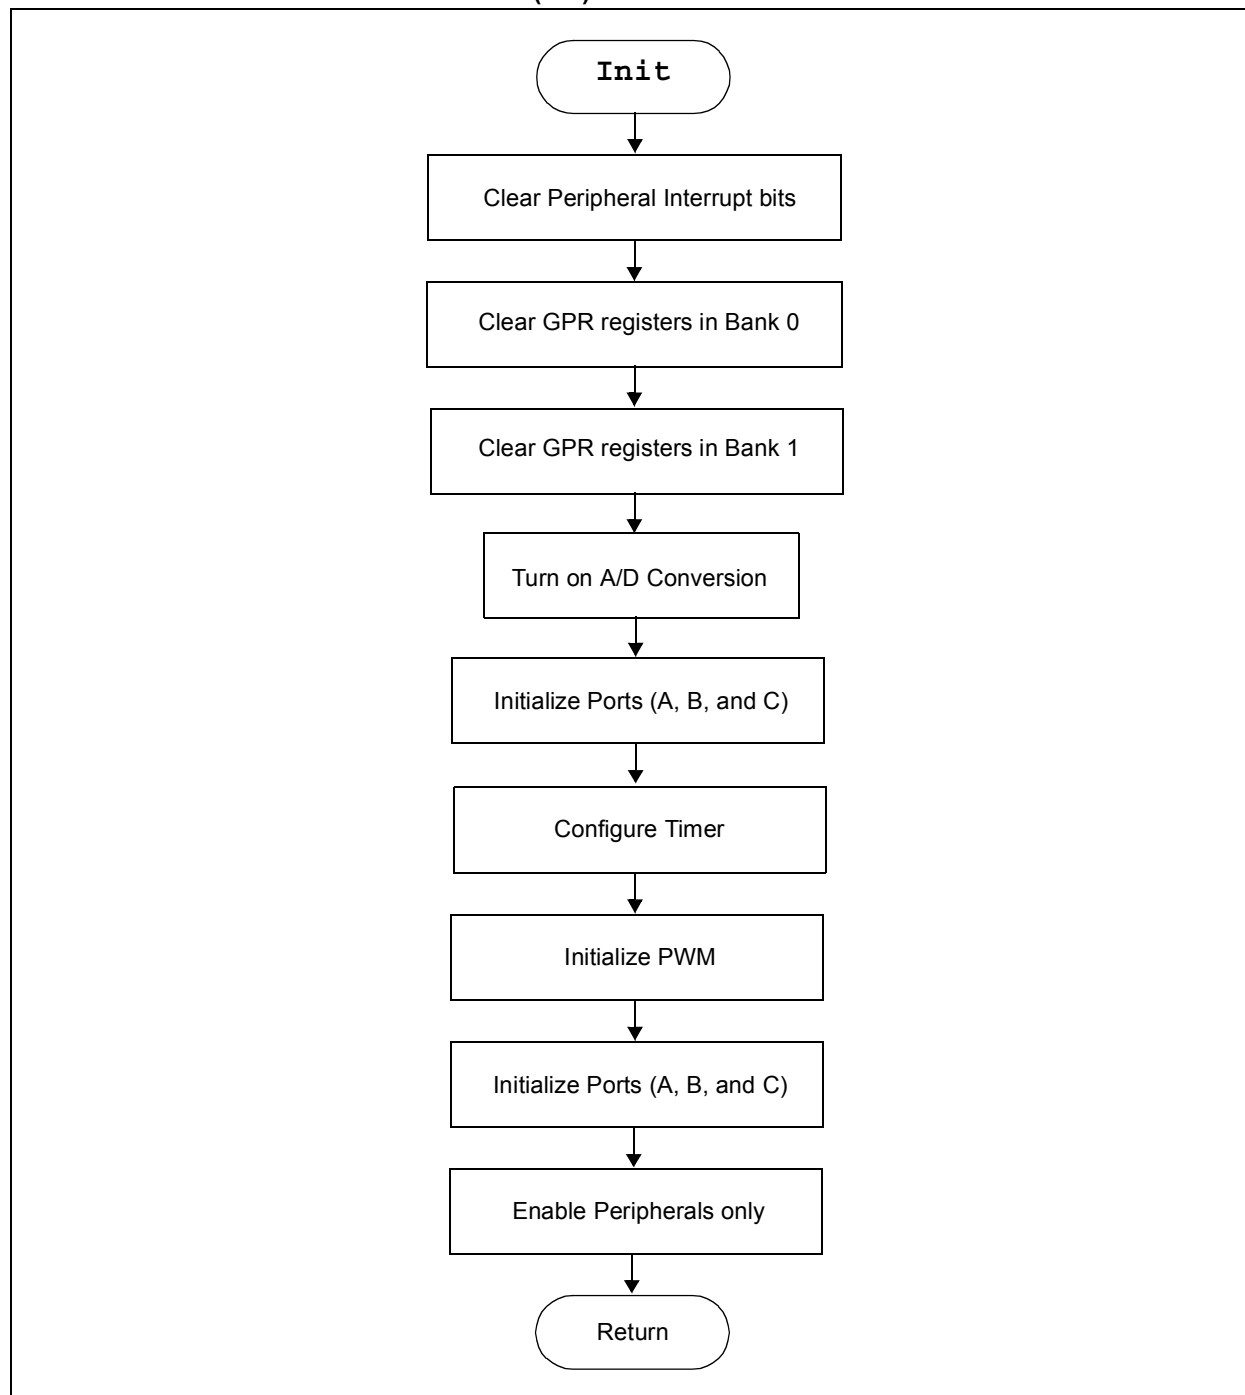 Init
Clear Peripheral Interrupt bits
Clear GPR registers in Bank 0
Clear GPR registers in Bank 1
Turn on A/D Conversion
Initialize Ports (A, B, and C)
Configure Timer
Initialize PWM
Initialize Ports (A, B, and C)
Enable Peripherals only
Return